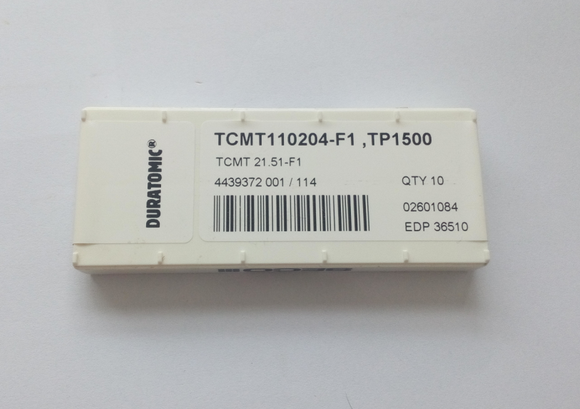 DURATOMIC®
TCMT110204-F1 ,TP1500
TCMT 21.51-F1
4439372 001 / 114
QTY 10
02601084
EDP 36510